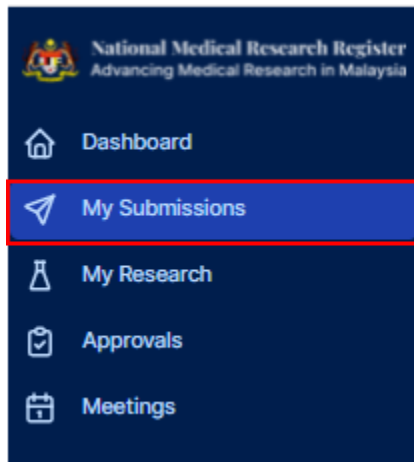 National Medical Research Register
Advancing Medical Research in Malaysia
Dashboard
My Submissions
My Research
Approvals
Meetings